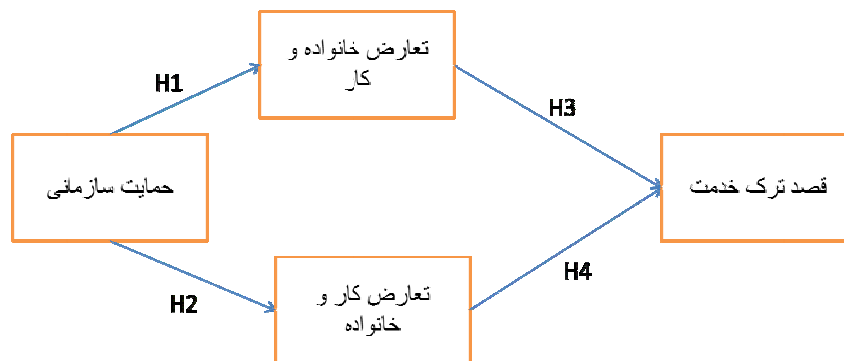 تعارض خانواده و
کار
H1
H3
حمایت سازمانی
قصد ترک خدمت
H2
H4
تعارض کار و
خانواده